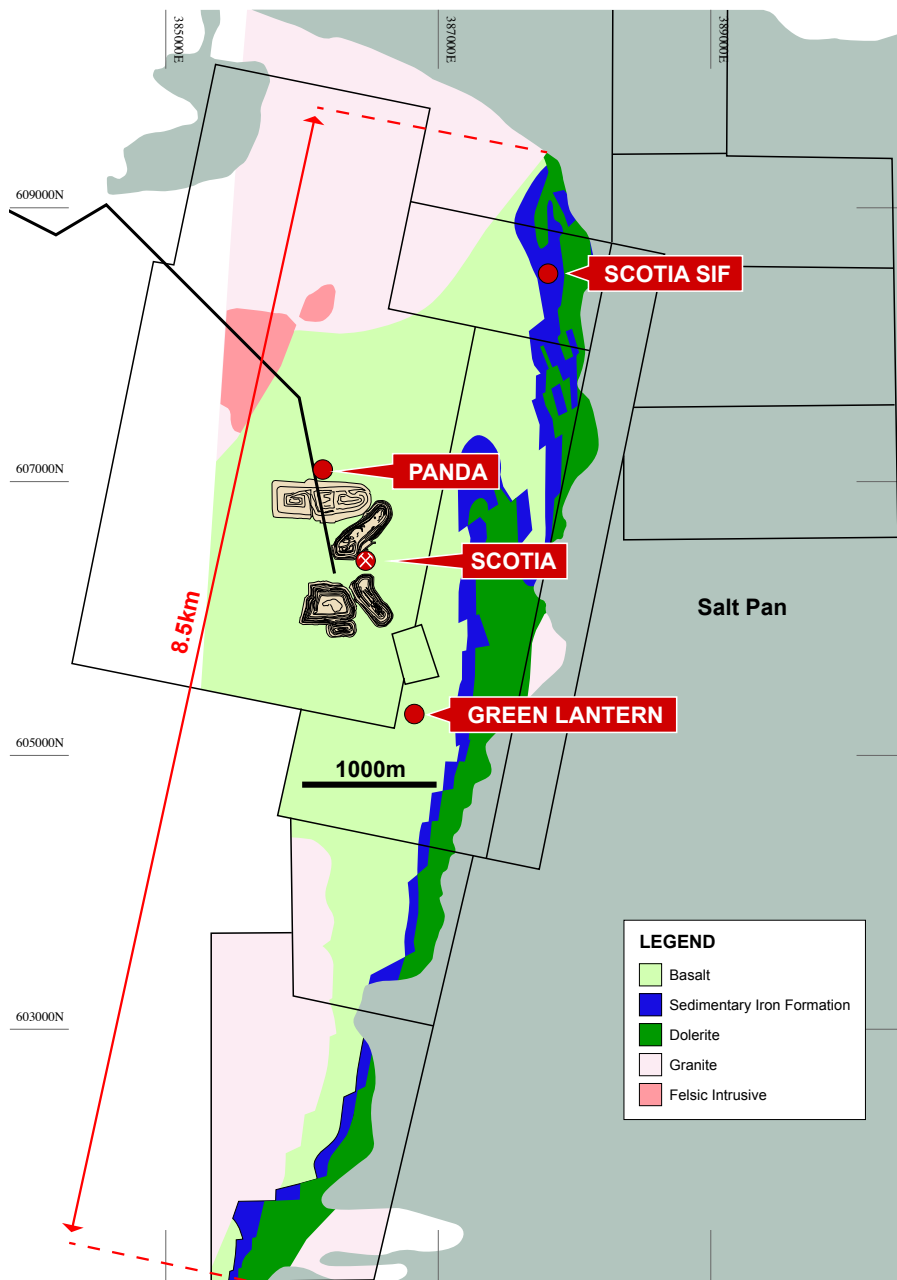 385000E
387000E
389000E
609000N
SCOTIA SIF
607000N
PANDA
SCOTIA
Salt Pan
8.5km
GREEN LANTERN
605000N
1000m
LEGEND
Basalt
Sedimentary Iron Formation
Dolerite
Granite
Felsic Intrusive
603000N